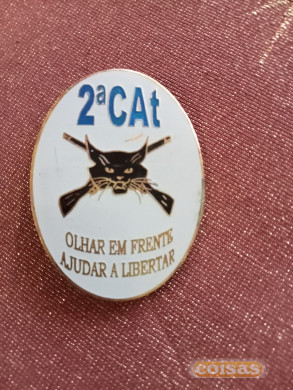 2ªCAt
OLHAR EM FRENTE
AJUDAR A LIBERTAR
coisas